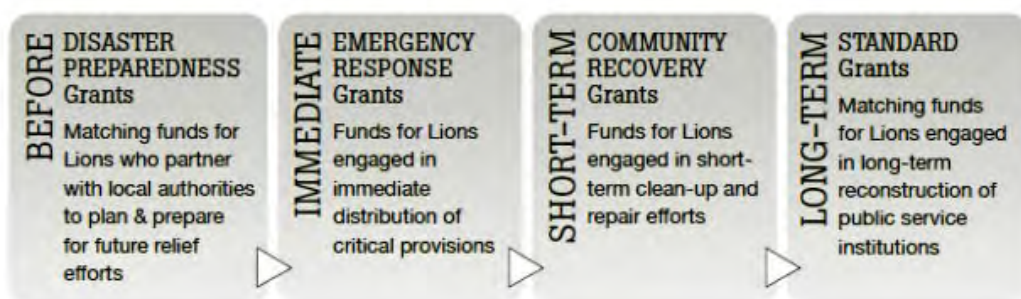 BEFORE
DISASTER
PREPAREDNESS
Grants
Matching funds for
Lions who partner
with local authorities
to plan & prepare
for future relief
efforts
IMMEDIATE
EMERGENCY
RESPONSE
Grants
Funds for Lions
engaged in
immediate
distribution of
critical provisions
SHORT-TERM
COMMUNITY
RECOVERY
Grants
Funds for Lions
engaged in short-
term clean-up and
repair efforts
LONG-TERM
STANDARD
Grants
Matching funds
for Lions engaged
in long-term
reconstruction of
public service
institutions